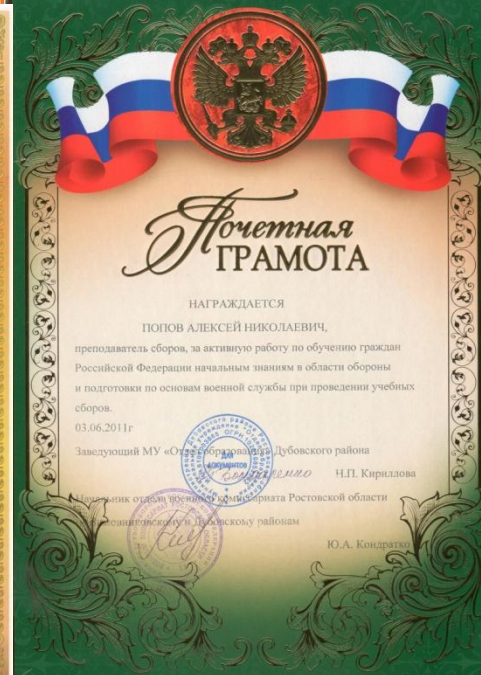 Почетная
ГРАМОТА
НАГРАЖДАЕТСЯ
ПОПОВ АЛЕКСЕЙ НИКОЛАЕВИЧ,
преподаватель сборов, за активную работу по обучению граждан
Российской Федерации начальным знаниям в области обороны
и подготовки по основам военной службы при проведении учебных
сборов.
03.06.2011г
Заведующий МУ «Отдел образования» Дубовского района
Для
документов
Н.П. Кириллова
Начальник отдела военного комиссариата Ростовской области
и Дубовскому районам
Ю.А. Кондратко